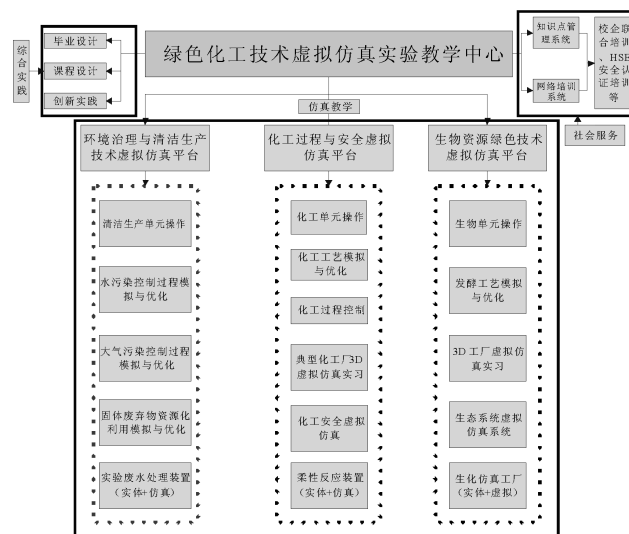 综合
实践
毕业设计
课程设计
创新实践
绿色化工技术虚拟仿真实验教学中心
知识点管
理系统
网络培训
系统
校企联
合培训
、HSE
安全认
证培训
等
仿真教学
社会服务
环境治理与清洁生产
技术虚拟仿真平台
清洁生产单元操作
水污染控制过程模
拟与优化
大气污染控制过程
模拟与优化
固体废弃物资源化
利用模拟与优化
实验废水处理装置
(实体+仿真)
化工过程与安全虚拟
仿真平台
化工单元操作
化工工艺模拟
与优化
化工过程控制
典型化工厂3D
虚拟仿真实习
化工安全虚拟
仿真
柔性反应装置
(实体+仿真)
生物资源绿色技术
虚拟仿真平台
生物单元操作
发酵工艺模拟
与优化
3D工厂虚拟仿
真实习
生态系统虚拟
仿真系统
生化仿真工厂
(实体+虚拟)